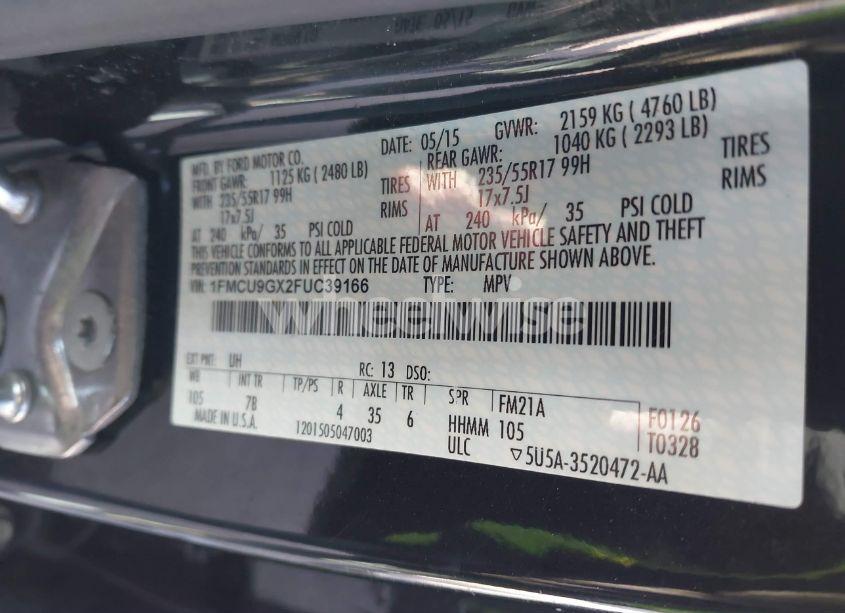 MFD. BY FORD MOTOR CO.
DATE: 05/15 GVWR: 2159 KG ( 4760 LB)
FRONT GAWR: 1125 KG ( 2480 LB) REAR GAWR: 1040 KG ( 2293 LB)
WITH 235/55R17 99H TIRES WITH 235/55R17 99H TIRES
17x7.5J RIMS 17x7.5J RIMS
AT 240 kPa/ 35 PSI COLD AT 240 kPa/ 35 PSI COLD
THIS VEHICLE CONFORMS TO ALL APPLICABLE FEDERAL MOTOR VEHICLE SAFETY AND THEFT
PREVENTION STANDARDS IN EFFECT ON THE DATE OF MANUFACTURE SHOWN ABOVE.
VIN: 1FMCU9GX2FUC39166 TYPE: MPV
wheelwise
EXT PNT: UH RC: 13 DSO:
WB INT TR TP/PS R AXLE TR SPR FM21A F0126
105 7B 4 35 6 HHMM 105 T0328
MADE IN U.S.A. 1201505047003 ULC ▽5U5A-3520472-AA